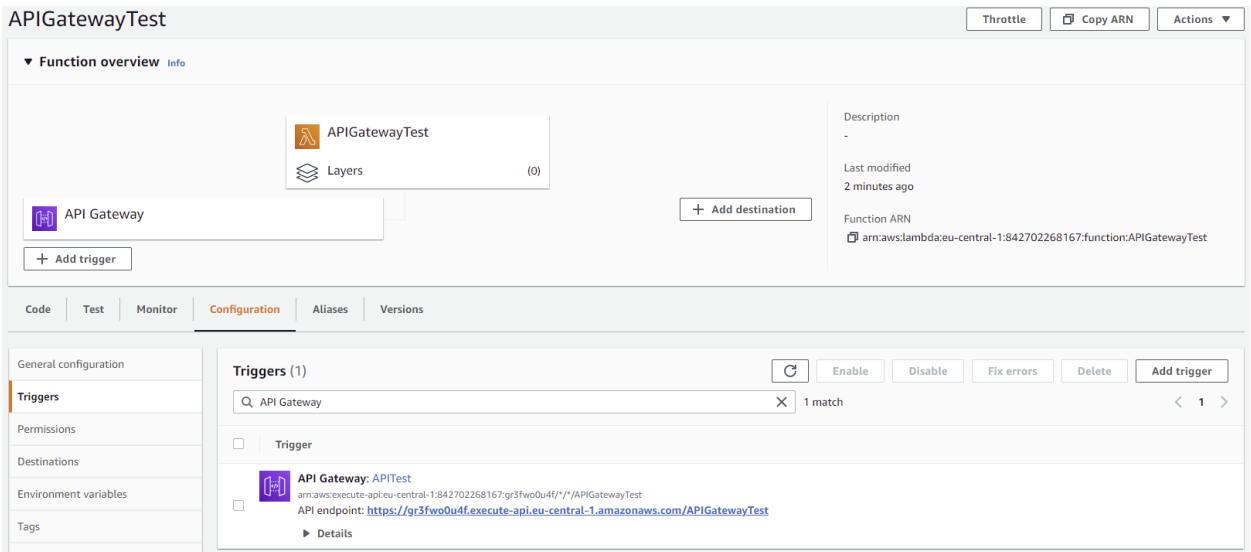 APIGatewayTest
Throttle
Copy ARN
Actions
Function overview Info
APIGatewayTest
Layers (0)
API Gateway
Add trigger
Add destination
Description
-
Last modified
2 minutes ago
Function ARN
arn:aws:lambda:eu-central-1:842702268167:function:APIGatewayTest
Code
Test
Monitor
Configuration
Aliases
Versions
General configuration
Triggers
Permissions
Destinations
Environment variables
Tags
Triggers (1)
Enable
Disable
Fix errors
Delete
Add trigger
API Gateway
1 match
1
Trigger
API Gateway: APITest
arn:aws:execute-api:eu-central-1:842702268167:gr3fwo0u4f/*/*/APIGatewayTest
API endpoint: https://gr3fwo0u4f.execute-api.eu-central-1.amazonaws.com/APIGatewayTest
Details